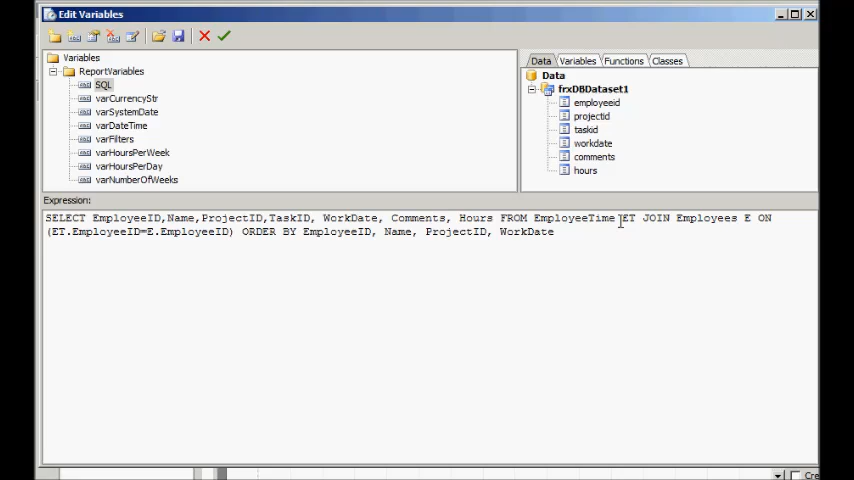 Edit Variables
Variables
ReportVariables
SQL
varCurrencyStr
varSystemDate
varDateTime
varFilters
varHoursPerWeek
varHoursPerDay
varNumberOfWeeks
Data Variables Functions Classes
Data
frxDBDataset1
employeeid
projectid
taskid
workdate
comments
hours
Expression:
SELECT EmployeeID,Name,ProjectID,TaskID, WorkDate, Comments, Hours FROM EmployeeTime ET JOIN Employees E ON
(ET.EmployeeID=E.EmployeeID) ORDER BY EmployeeID, Name, ProjectID, WorkDate
Cre